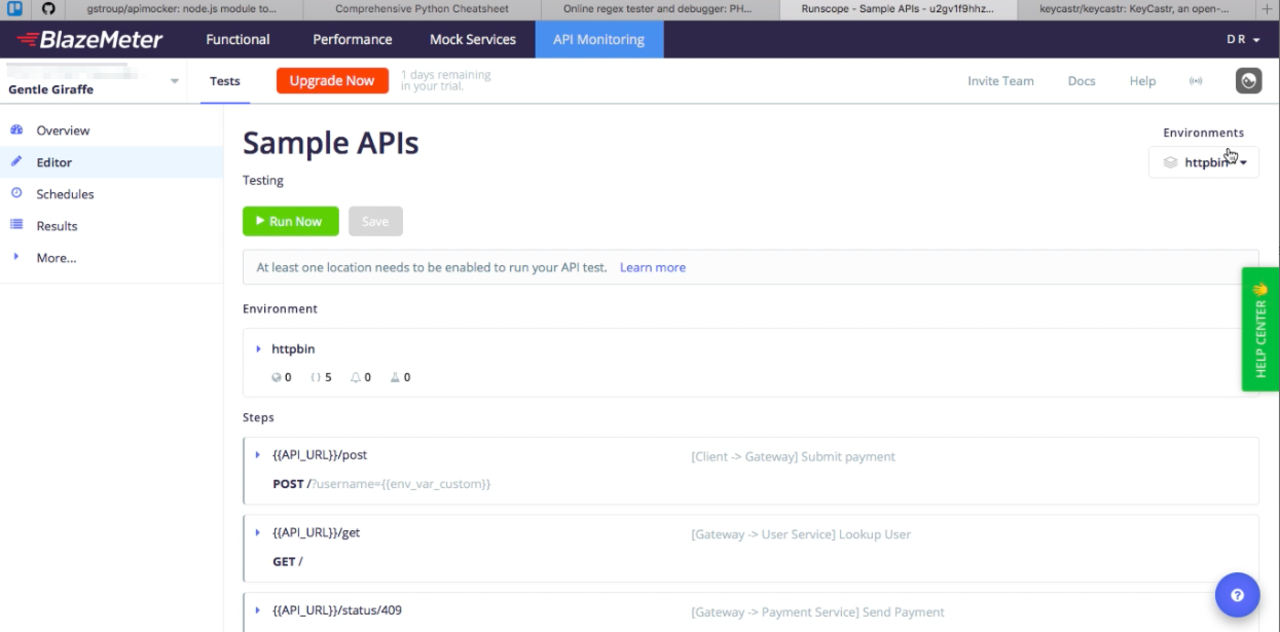 gstroup/apimocker: node.js module to...
Comprehensive Python Cheatsheet
Online regex tester and debugger: PH...
Runscope - Sample APIs - u2gv1f9hhz...
keycastr/keycastr: KeyCastr, an open-...
BlazeMeter
Functional
Performance
Mock Services
API Monitoring
D R
Gentle Giraffe
Tests
Upgrade Now
1 days remaining
in your trial.
Invite Team
Docs
Help
Overview
Editor
Schedules
Results
More...
Sample APIs
Environments
httpbin
Testing
Run Now
Save
At least one location needs to be enabled to run your API test. Learn more
HELP CENTER
Environment
httpbin
0 {} 5 0 0
Steps
{{API_URL}}/post
[Client -> Gateway] Submit payment
POST /?username={{env_var_custom}}
{{API_URL}}/get
[Gateway -> User Service] Lookup User
GET /
{{API_URL}}/status/409
[Gateway -> Payment Service] Send Payment
?